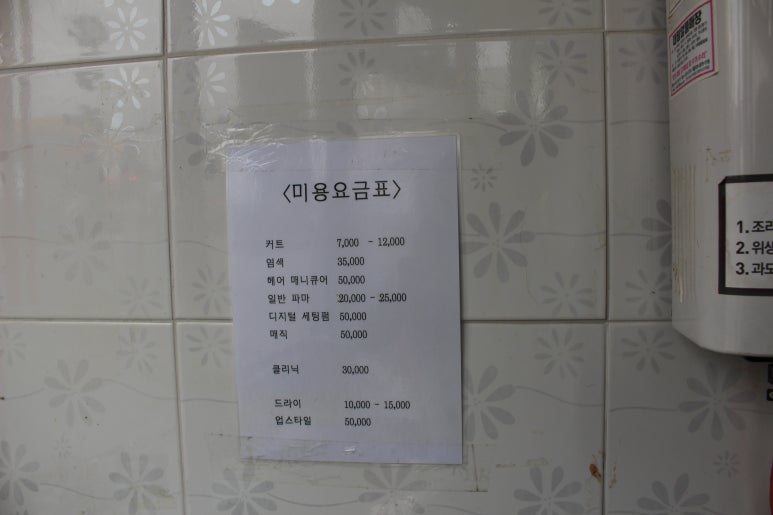 <미용요금표>
커트 7,000 - 12,000
염색 35,000
헤어 매니큐어 50,000
일반 파마 20,000 - 25,000
디지털 세팅펌 50,000
매직 50,000
클리닉 30,000
드라이 10,000 - 15,000
업스타일 50,000
1. 조리
2. 위생
3. 과도